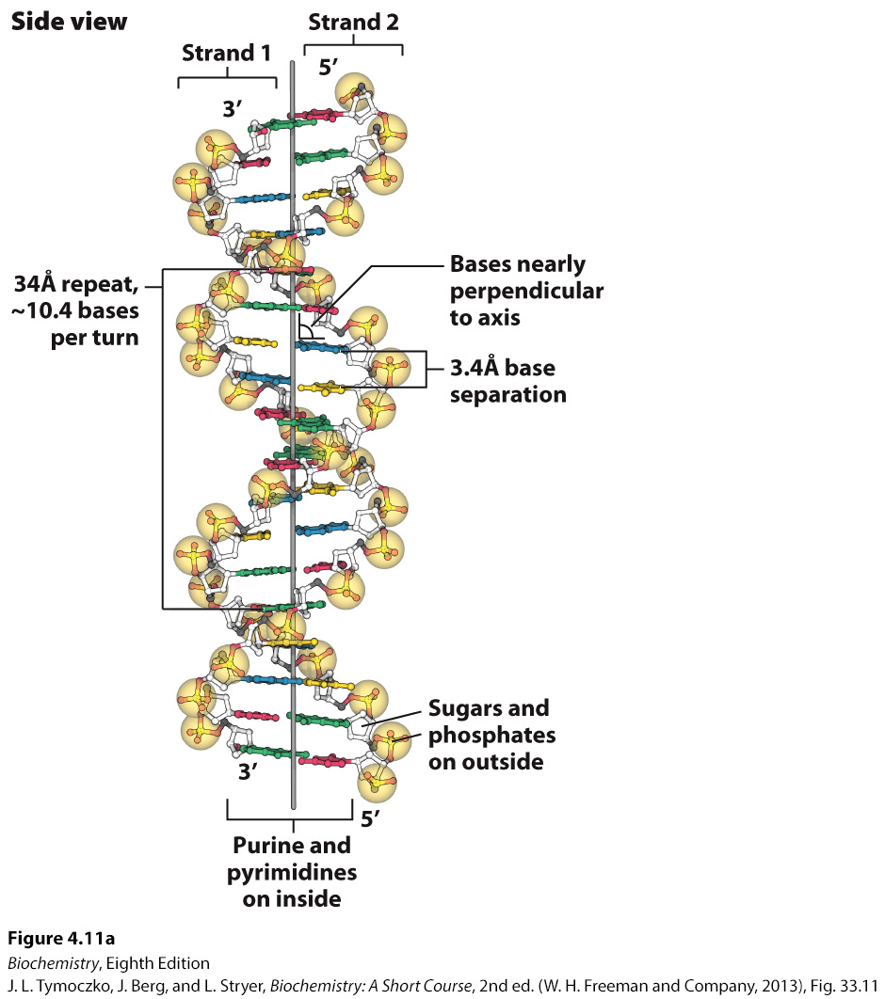 Side view
Strand 2
Strand 1
5’
3’
34Å repeat,
~10.4 bases
per turn
Bases nearly
perpendicular
to axis
3.4Å base
separation
Sugars and
phosphates
on outside
3’
5’
Purine and
pyrimidines
on inside
Figure 4.11a
Biochemistry, Eighth Edition
J. L. Tymoczko, J. Berg, and L. Stryer, Biochemistry: A Short Course, 2nd ed. (W. H. Freeman and Company, 2013), Fig. 33.11